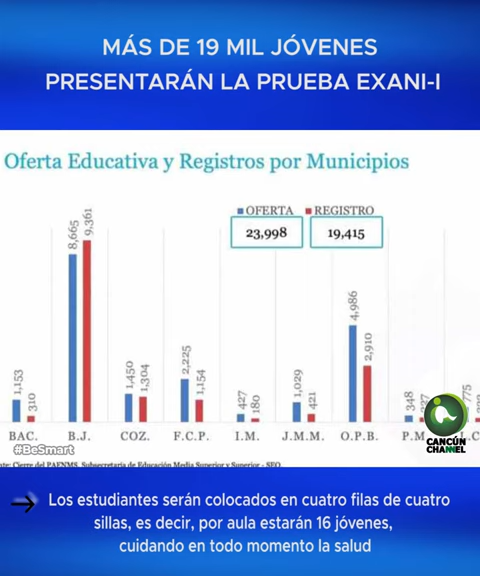 MÁS DE 19 MIL JÓVENES
PRESENTARÁN LA PRUEBA EXANI-I
Oferta Educativa y Registros por Municipios
OFERTA REGISTRO
23,998 19,415
1,153 310 8,665 9,361 1,450 1,304 2,225 1,154 427 180 1,029 421 4,986 2,910 348 775
BAC. B.J. COZ. F.C.P. I.M. J.M.M. O.P.B. P.M
#BeSmart
CANCÚN
CHANNEL
Cierre del PAENMS. Subsecretaria de Educación Media Superior y Superior - SEQ
Los estudiantes serán colocados en cuatro filas de cuatro
sillas, es decir, por aula estarán 16 jóvenes,
cuidando en todo momento la salud